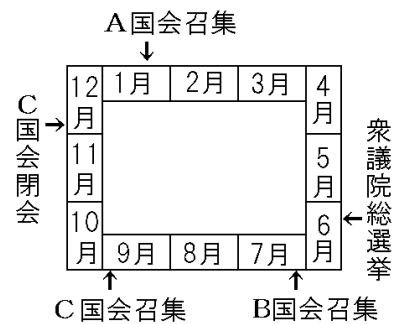 A国会召集
12月
1月
2月
3月
4月
5月
6月
7月
8月
9月
10月
11月
C国会閉会
衆議院総選挙
C国会召集
B国会召集